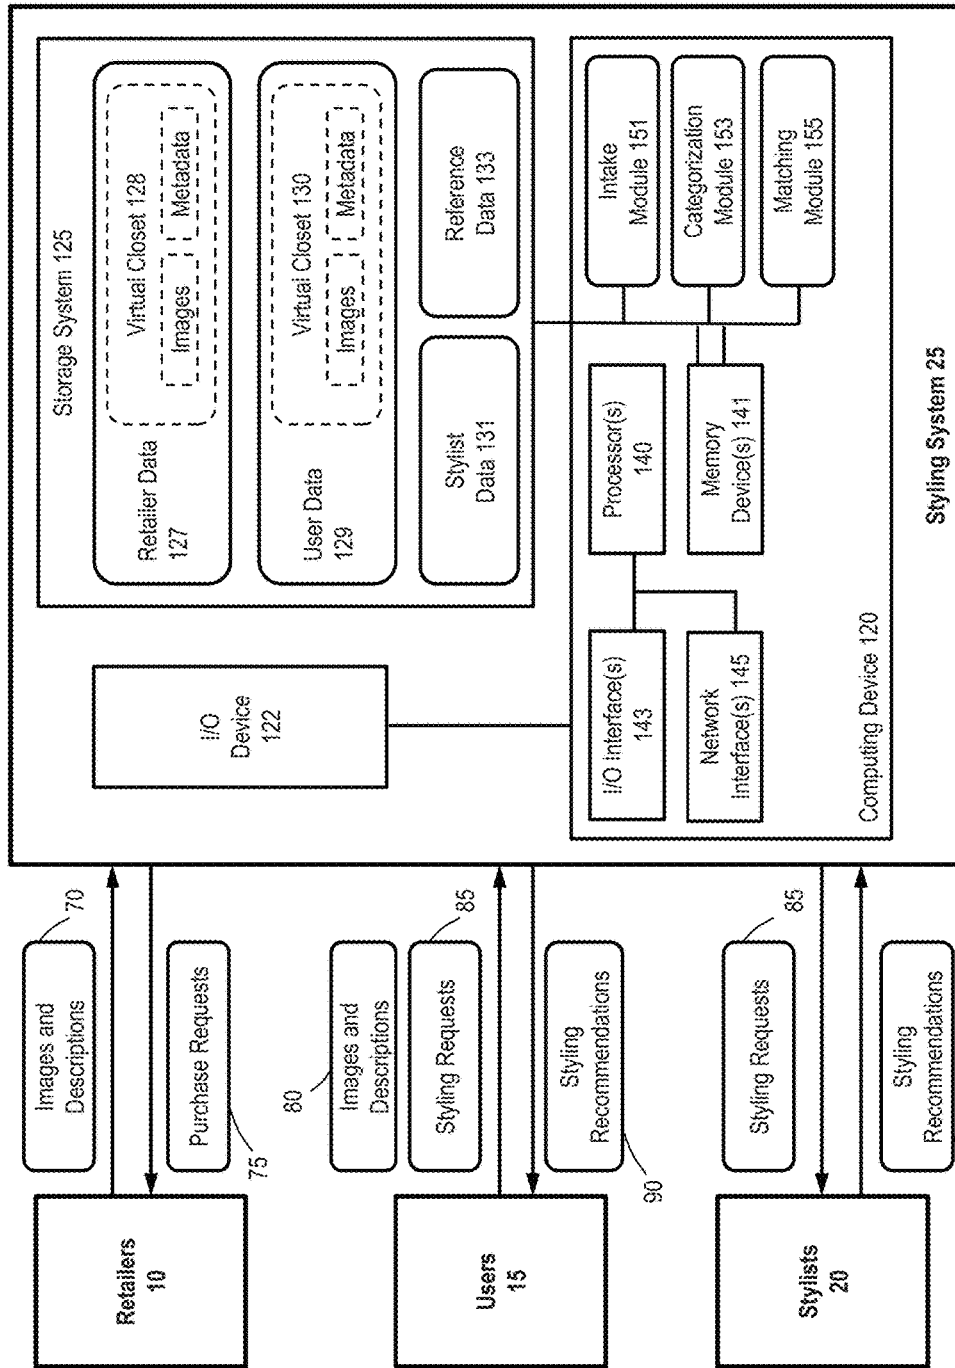 Retailers
10
Images and
Descriptions
70
Purchase Requests
75
Users
15
80
Images and
Descriptions
Styling Requests
85
Styling
Recommendations
90
Stylists
20
Styling Requests
85
Styling
Recommendations
I/O
Device
122
Storage System 125
Retailer Data
127
Virtual Closet 128
Images
Metadata
User Data
129
Virtual Closet 130
Images
Metadata
Stylist
Data 131
Reference
Data 133
I/O Interface(s)
143
Network
Interface(s) 145
Processor(s)
140
Memory
Device(s) 141
Intake
Module 151
Categorization
Module 153
Matching
Module 155
Computing Device 120
Styling System 25